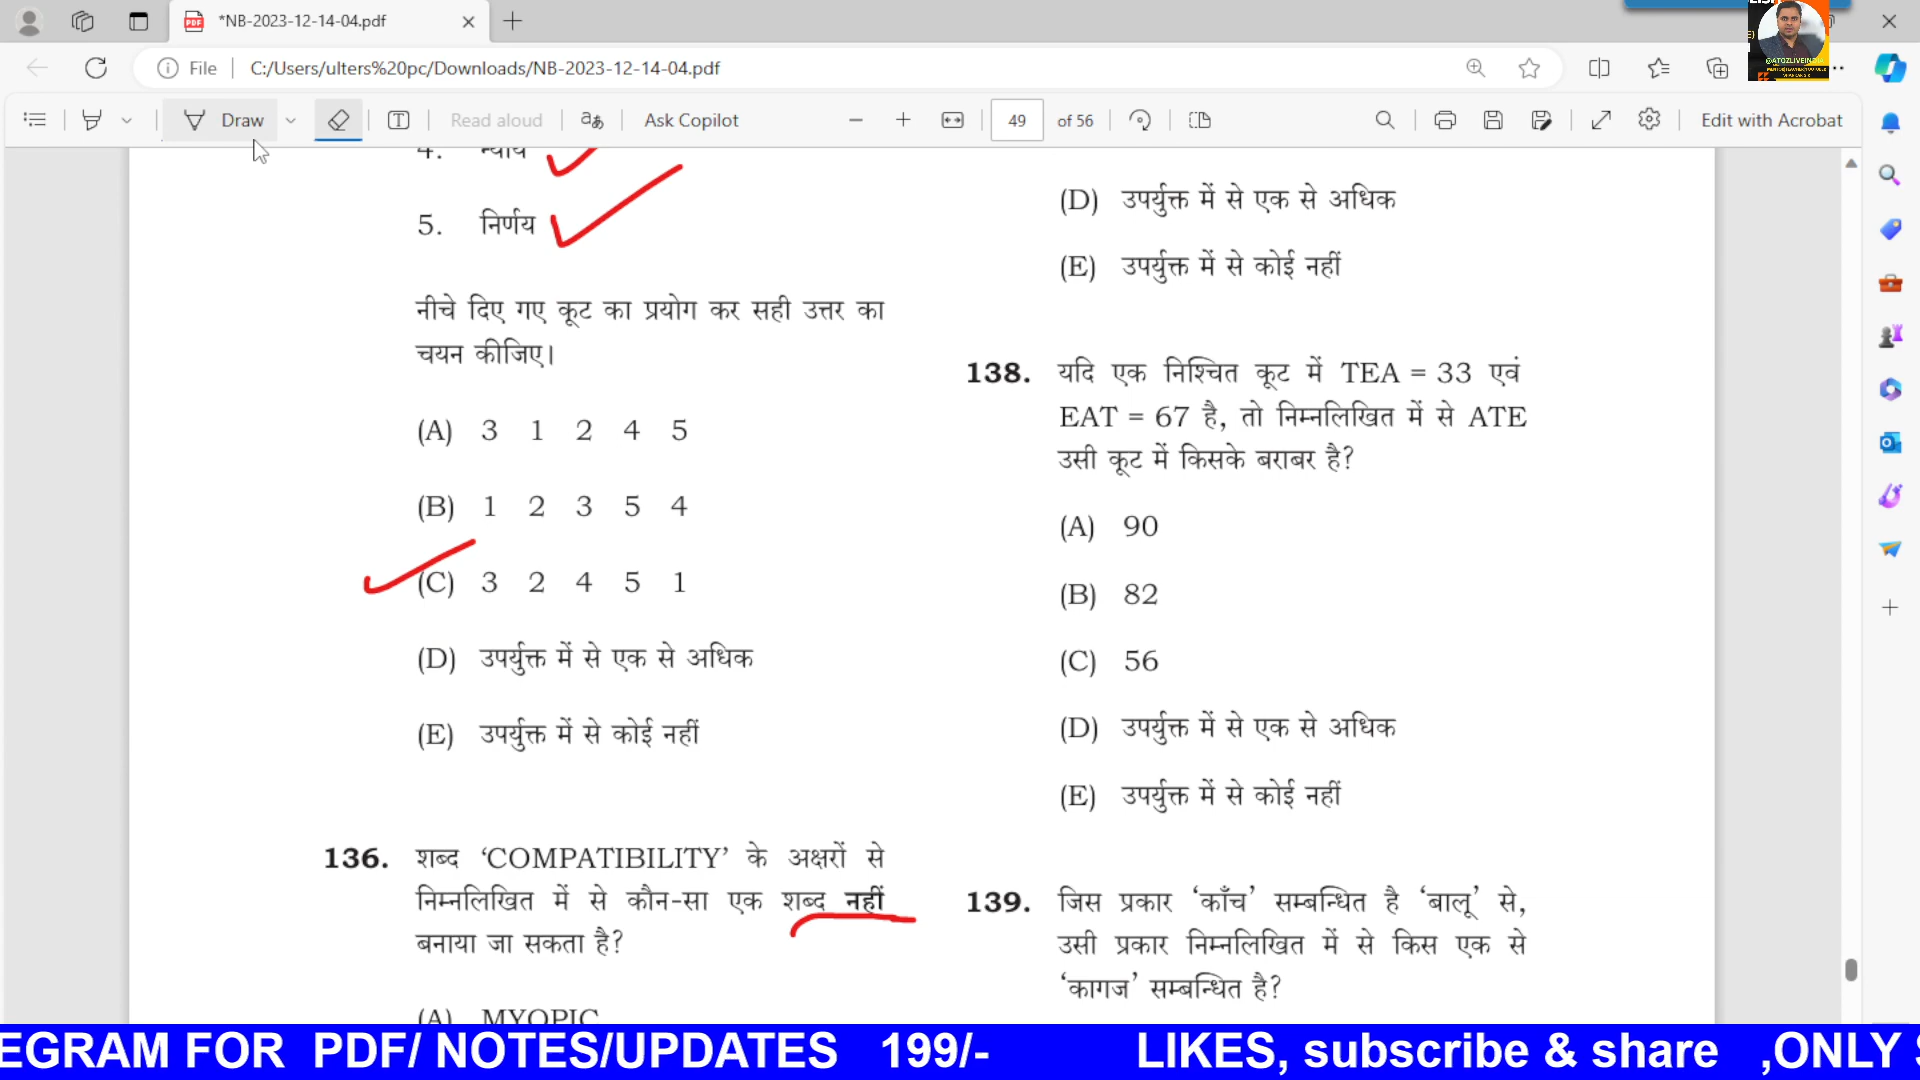 *NB-2023-12-14-04.pdf
File
C:/Users/ulters%20pc/Downloads/NB-2023-12-14-04.pdf
@ATOZLIVEINDIA
Draw
Read aloud
Ask Copilot
49 of 56
Edit with Acrobat
4. न्याय
5. निर्णय
नीचे दिए गए कूट का प्रयोग कर सही उत्तर का
चयन कीजिए।
(A) 3 1 2 4 5
(B) 1 2 3 5 4
(C) 3 2 4 5 1
(D) उपर्युक्त में से एक से अधिक
(E) उपर्युक्त में से कोई नहीं
136. शब्द ‘COMPATIBILITY’ के अक्षरों से
निम्नलिखित में से कौन-सा एक शब्द नहीं
बनाया जा सकता है?
(A) MYOPIC
(D) उपर्युक्त में से एक से अधिक
(E) उपर्युक्त में से कोई नहीं
138. यदि एक निश्चित कूट में TEA = 33 एवं
EAT = 67 है, तो निम्नलिखित में से ATE
उसी कूट में किसके बराबर है?
(A) 90
(B) 82
(C) 56
(D) उपर्युक्त में से एक से अधिक
(E) उपर्युक्त में से कोई नहीं
139. जिस प्रकार ‘काँच’ सम्बन्धित है ‘बालू’ से,
उसी प्रकार निम्नलिखित में से किस एक से
‘कागज’ सम्बन्धित है?
EGRAM FOR PDF/ NOTES/UPDATES 199/- LIKES, subscribe & share ,ONLY